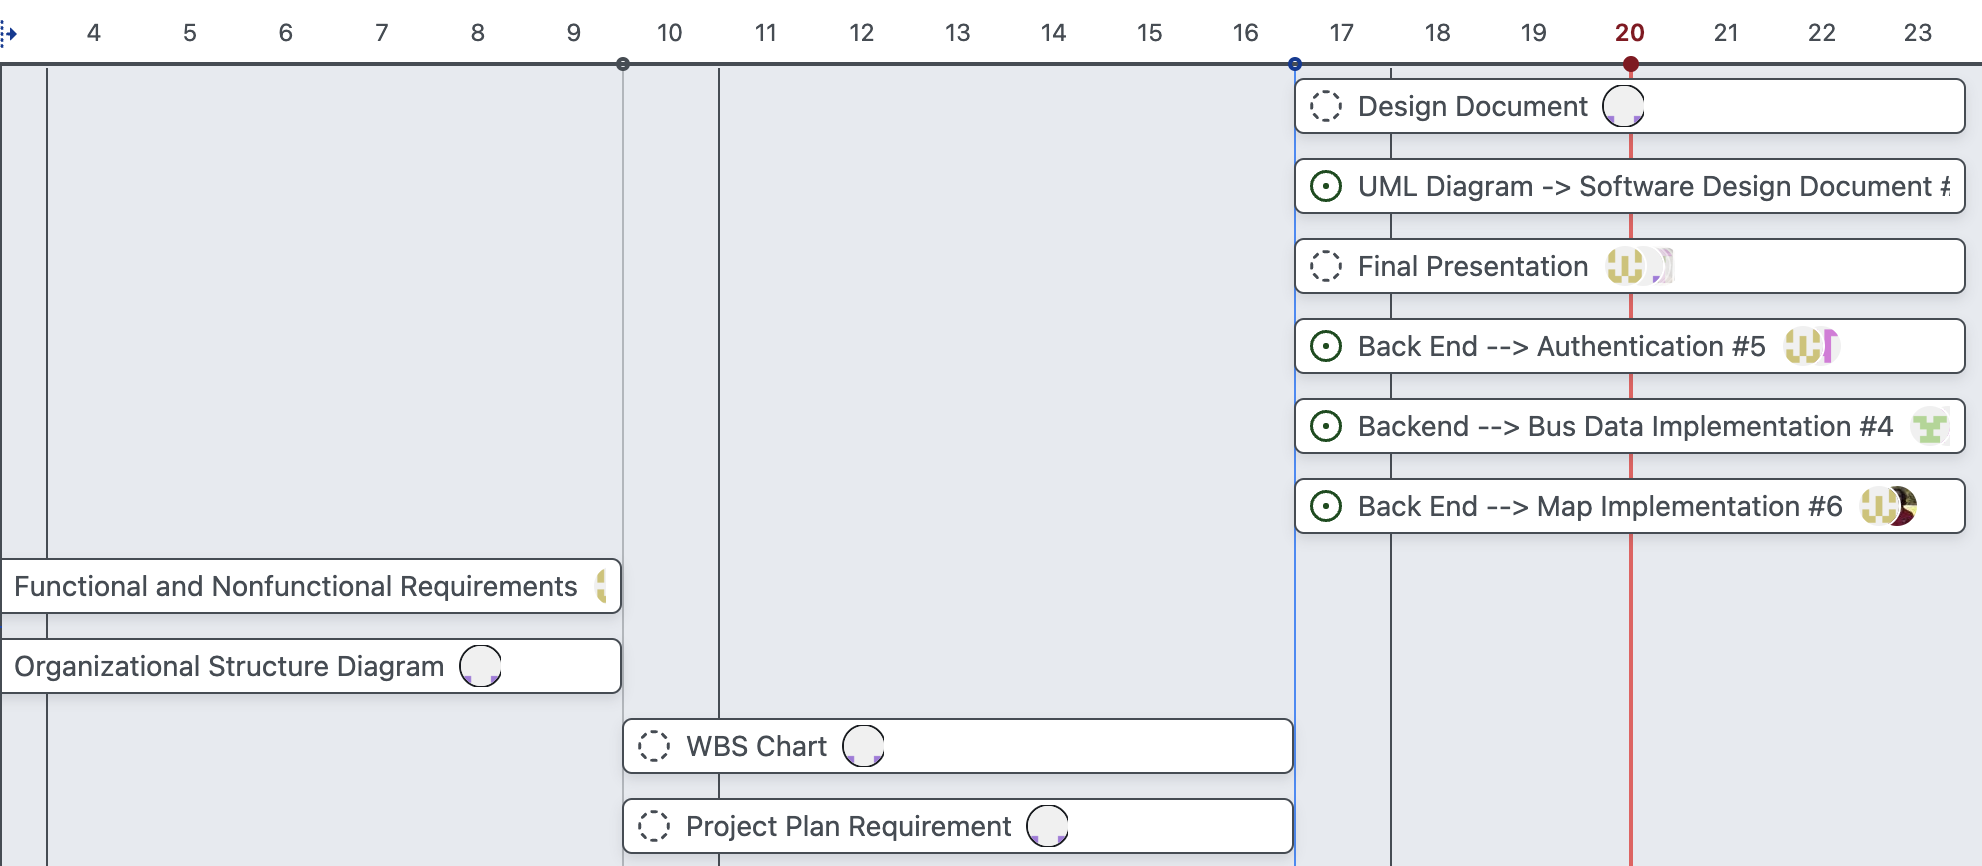 4 5 6 7 8 9 10 11 12 13 14 15 16 17 18 19 20 21 22 23
Design Document
UML Diagram -> Software Design Document #
Final Presentation
Back End --> Authentication #5
Backend --> Bus Data Implementation #4
Back End --> Map Implementation #6
Functional and Nonfunctional Requirements
Organizational Structure Diagram
WBS Chart
Project Plan Requirement